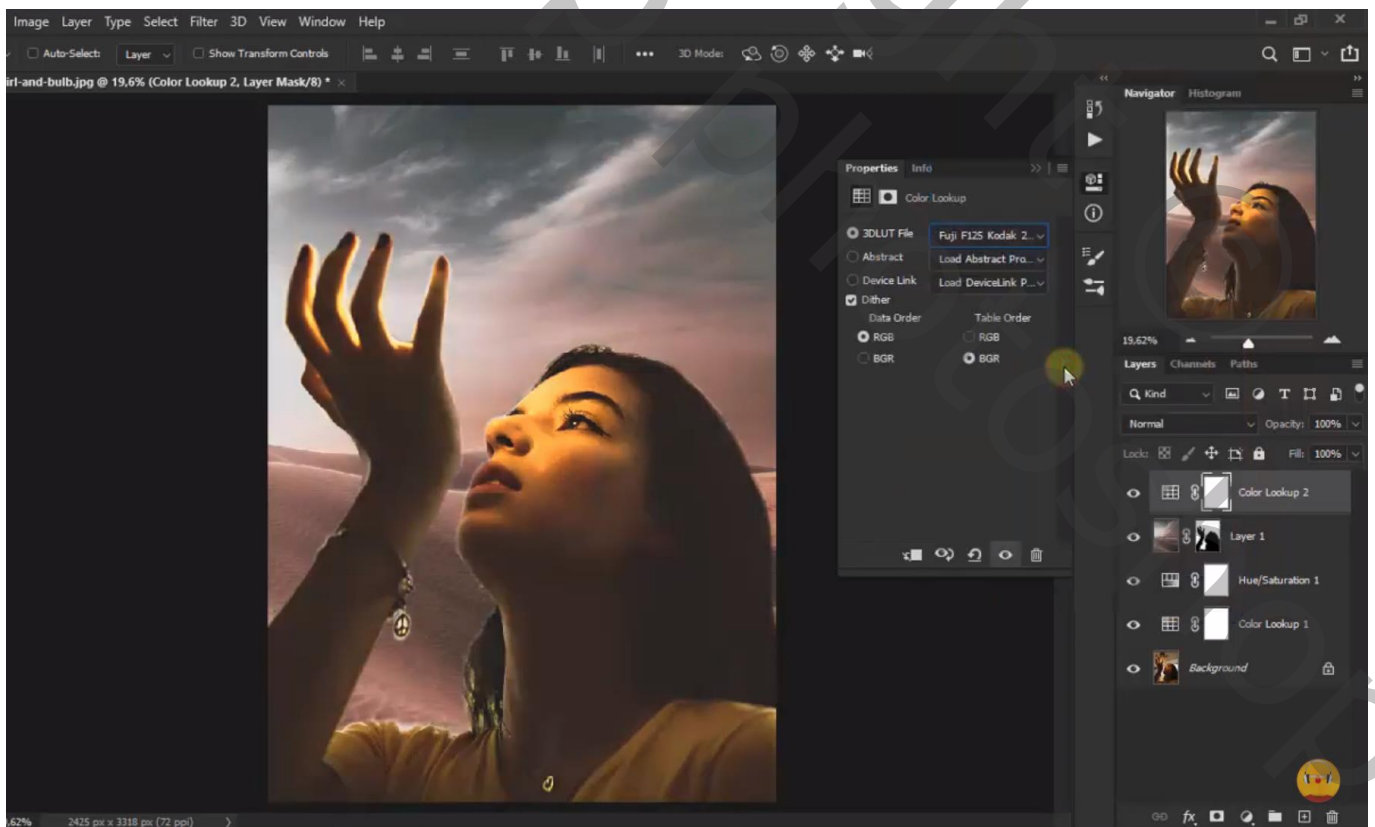 Image Layer Type Select Filter 3D View Window Help
Auto-Select: Layer Show Transform Controls 3D Mode:
irl-and-bulb.jpg @ 19,6% (Color Lookup 2, Layer Mask/8) *
Navigator Histogram
Properties Info
Color Lookup
3DLUT File Fuji F125 Kodak 2...
Abstract Load Abstract Pro...
Device Link Load DeviceLink P...
Dither
Data Order Table Order
RGB RGB
BGR BGR
19,62%
Layers Channels Paths
Kind
Normal Opacity: 100%
Lock: Fill: 100%
Color Lookup 2
Layer 1
Hue/Saturation 1
Color Lookup 1
Background
fx
.62% 2425 px x 3318 px (72 ppi)